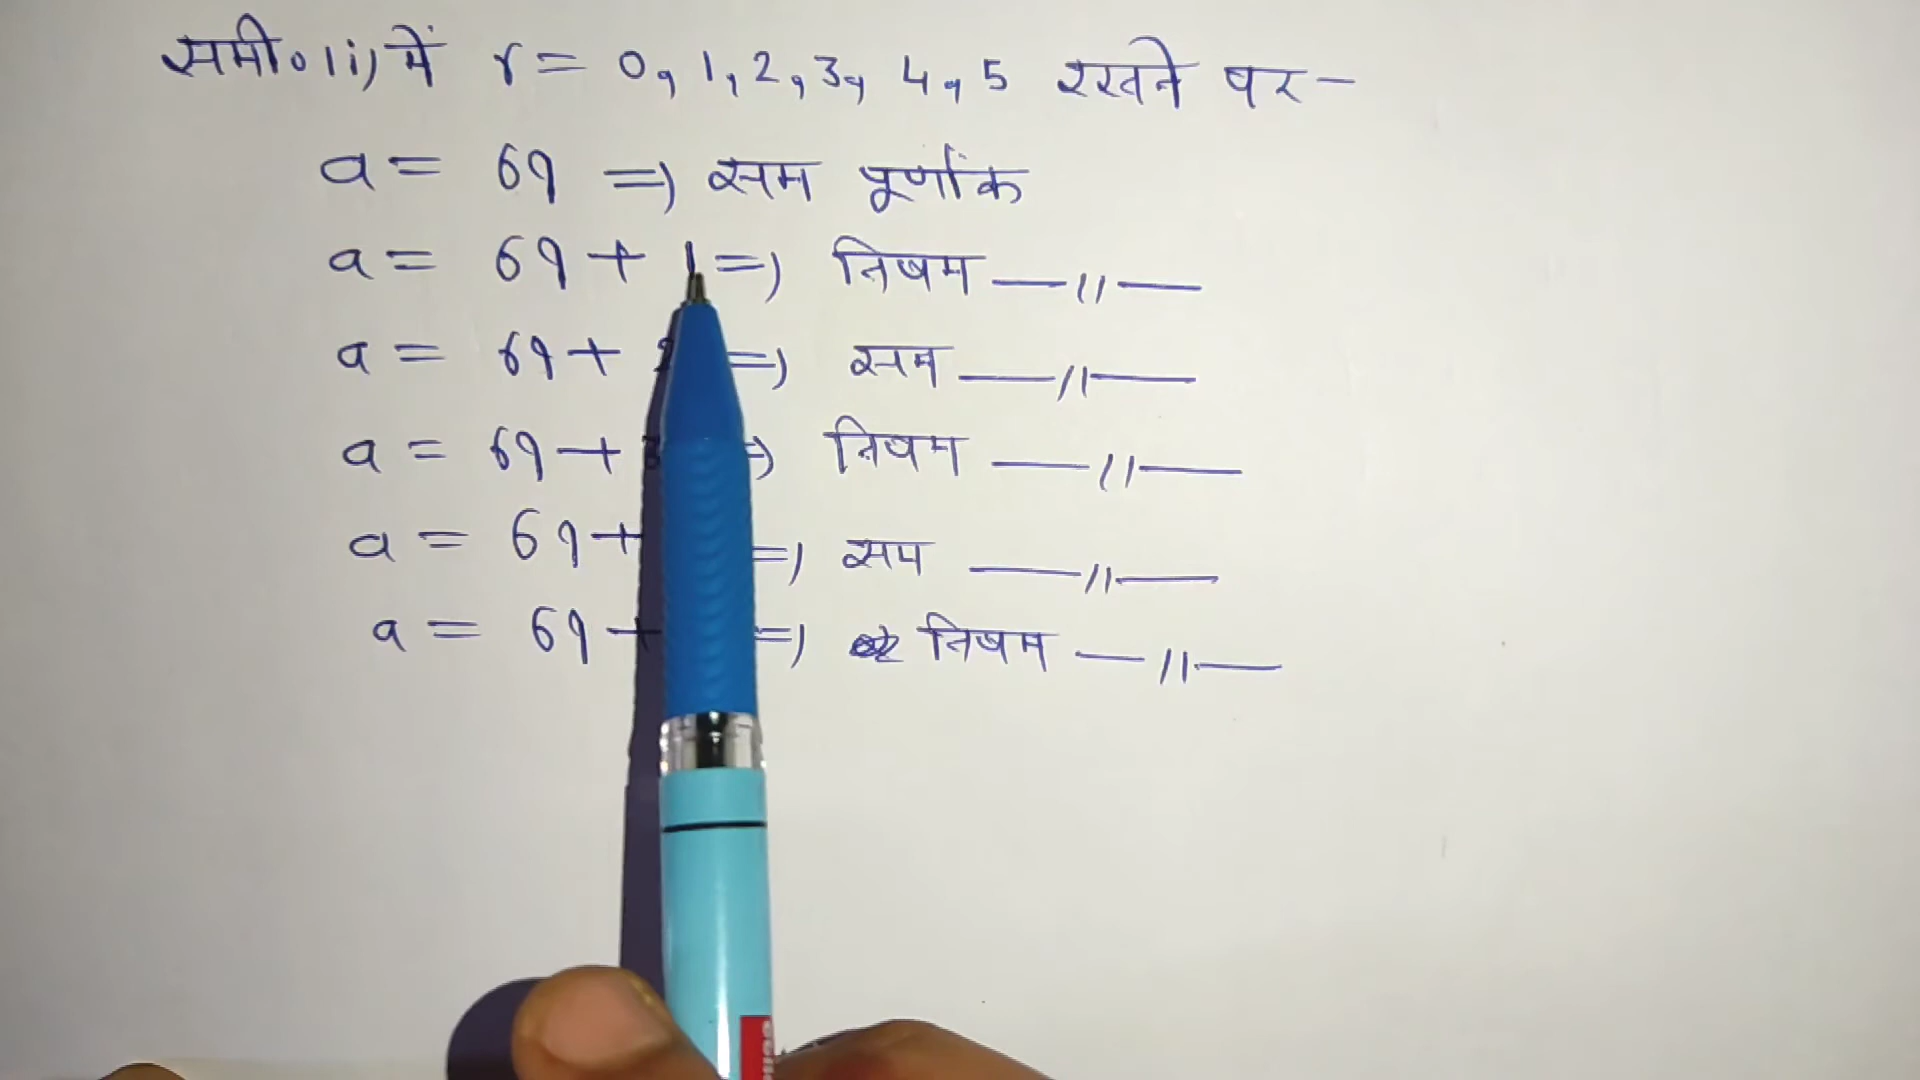 समी० (i) में r = 0, 1, 2, 3, 4, 5 रखने पर –
a = 6q => सम पूर्णांक
a = 6q + 1 => विषम —〃—
a = 6q + => सम —〃—
a = 6q + => विषम —〃—
a = 6q + => सम —〃—
a = 6q + => विषम —〃—